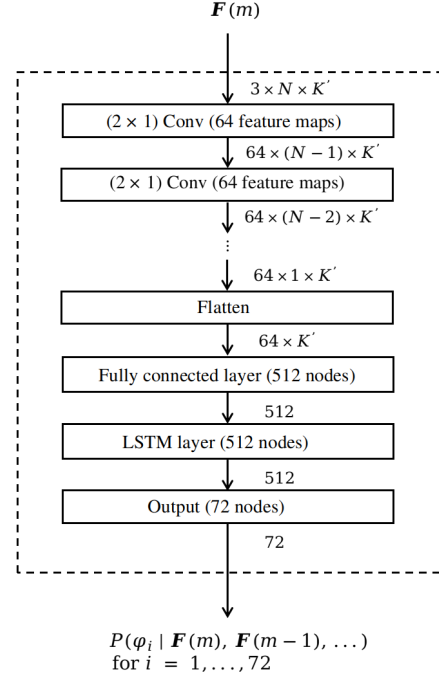 F(m)
3 × N × K′
(2 × 1) Conv (64 feature maps)
64 × (N − 1) × K′
(2 × 1) Conv (64 feature maps)
64 × (N − 2) × K′
⋮
64 × 1 × K′
Flatten
64 × K′
Fully connected layer (512 nodes)
512
LSTM layer (512 nodes)
512
Output (72 nodes)
72
P(φᵢ | F(m), F(m − 1), ...)
for i = 1,...,72